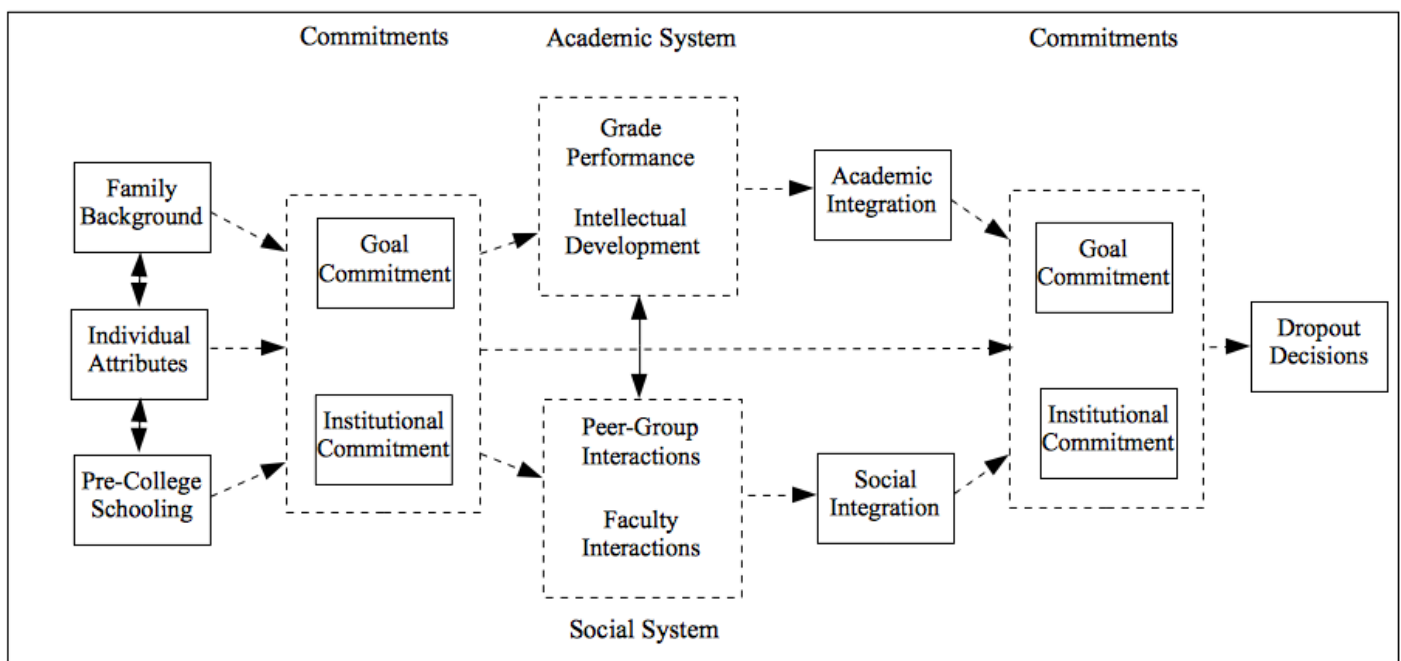 Commitments
Academic System
Commitments
Family
Background
Individual
Attributes
Pre-College
Schooling
Goal
Commitment
Institutional
Commitment
Grade
Performance
Intellectual
Development
Peer-Group
Interactions
Faculty
Interactions
Social System
Academic
Integration
Social
Integration
Goal
Commitment
Institutional
Commitment
Dropout
Decisions